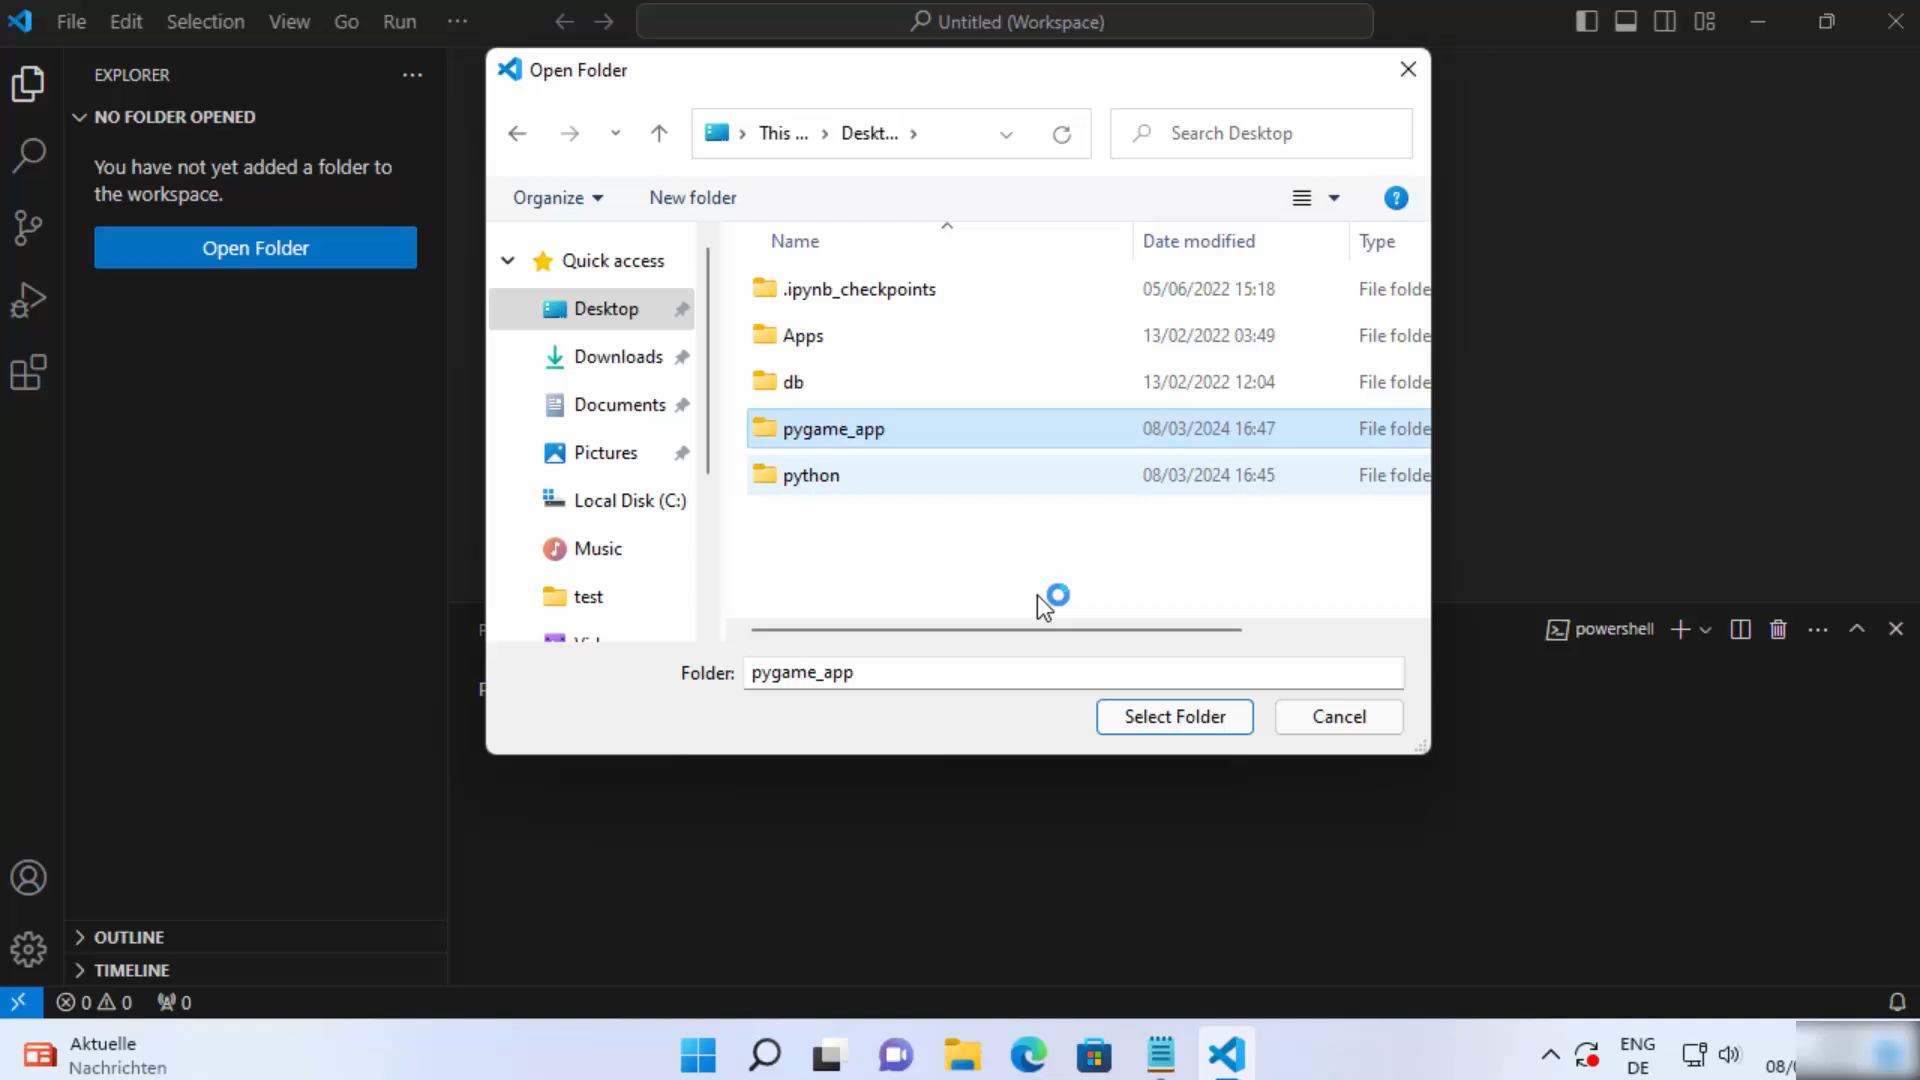 File Edit Selection View Go Run ··· Untitled (Workspace)
EXPLORER ···
NO FOLDER OPENED
You have not yet added a folder to
the workspace.
Open Folder
Open Folder
This ... Deskt... Search Desktop
Organize New folder
Name Date modified Type
Quick access
Desktop
Downloads
Documents
Pictures
Local Disk (C:)
Music
test
.ipynb_checkpoints 05/06/2022 15:18 File folde
Apps 13/02/2022 03:49 File folde
db 13/02/2022 12:04 File folde
pygame_app 08/03/2024 16:47 File folde
python 08/03/2024 16:45 File folde
Folder: pygame_app
Select Folder Cancel
powershell
OUTLINE
TIMELINE
0 0 0
Aktuelle
Nachrichten
ENG
DE
08/